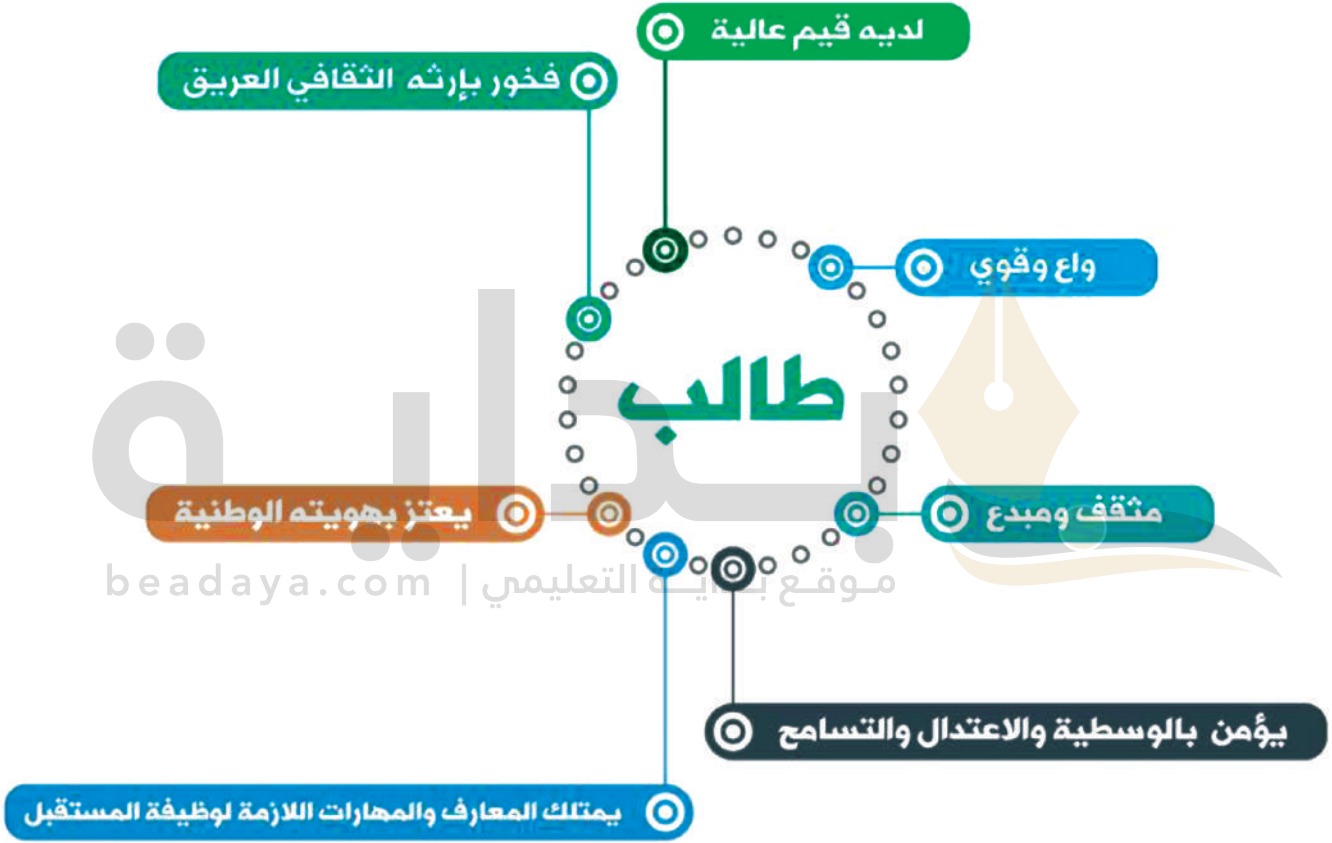 لديه قيم عالية
فخور بإرثه الثقافي العريق
واع وقوي
طالب
بداية
مثقف ومبدع
يعتز بهويته الوطنية
beadaya.com | موقع بداية التعليمي
يؤمن بالوسطية والاعتدال والتسامح
يمتلك المعارف والمهارات اللازمة لوظيفة المستقبل